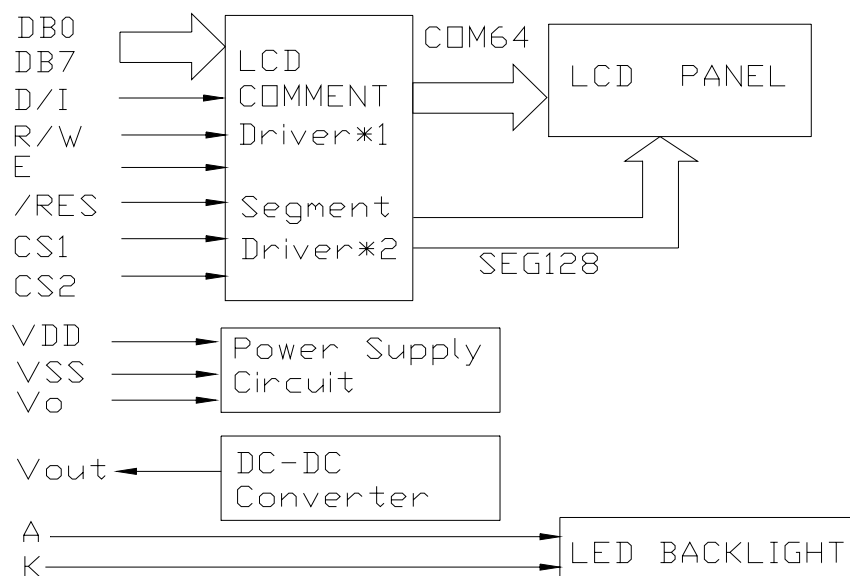 DB0
DB7
D/I
R/W
E
/RES
CS1
CS2
LCD
COMMENT
Driver*1
Segment
Driver*2
COM64
LCD PANEL
SEG128
VDD
VSS
Vo
Power Supply
Circuit
Vout
DC-DC
Converter
A
K
LED BACKLIGHT